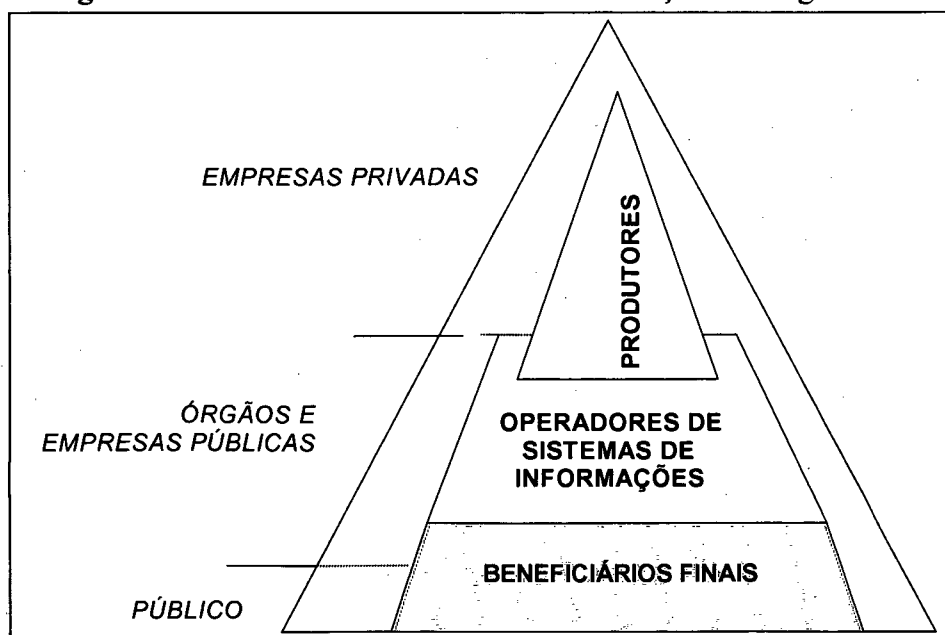 EMPRESAS PRIVADAS
PRODUTORES
ÓRGÃOS E
EMPRESAS PÚBLICAS
OPERADORES DE
SISTEMAS DE
INFORMAÇÕES
BENEFICIÁRIOS FINAIS
PÚBLICO